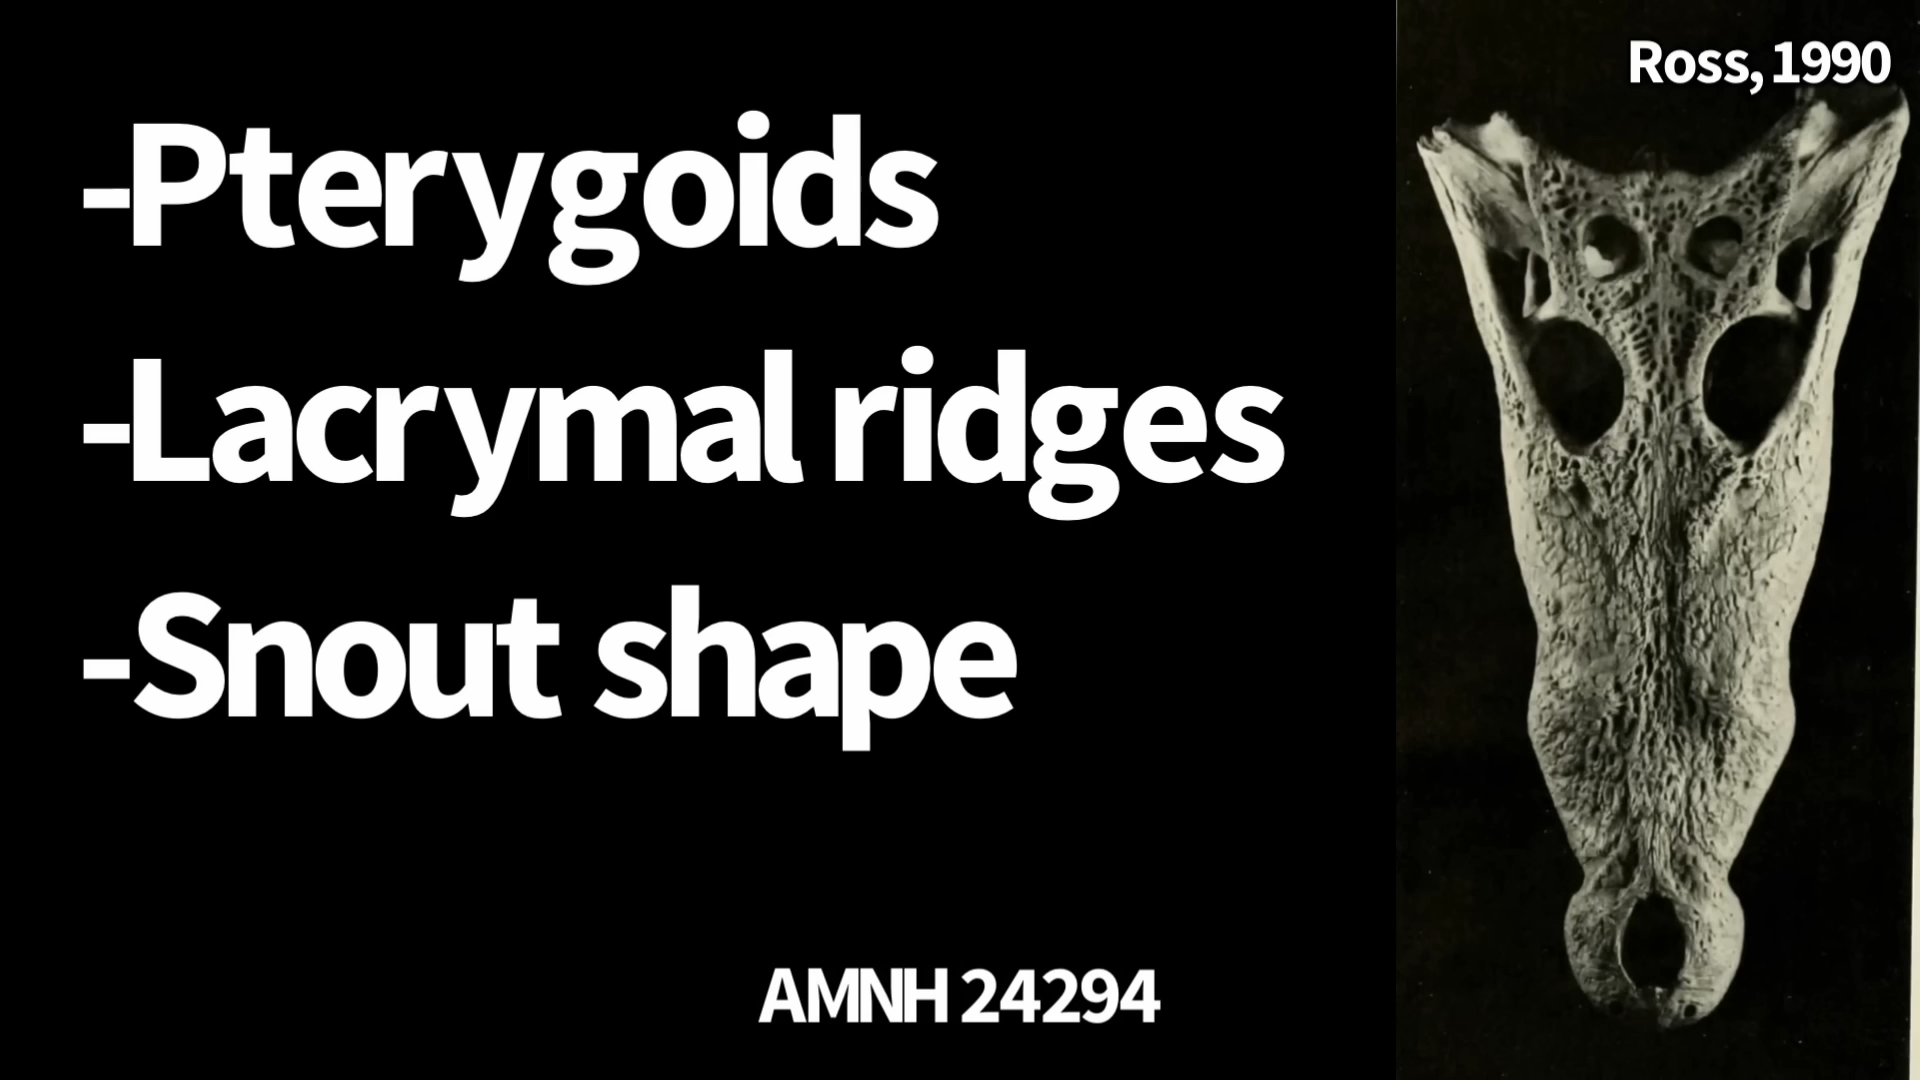 Ross, 1990
-Pterygoids
-Lacrymal ridges
-Snout shape
AMNH 24294